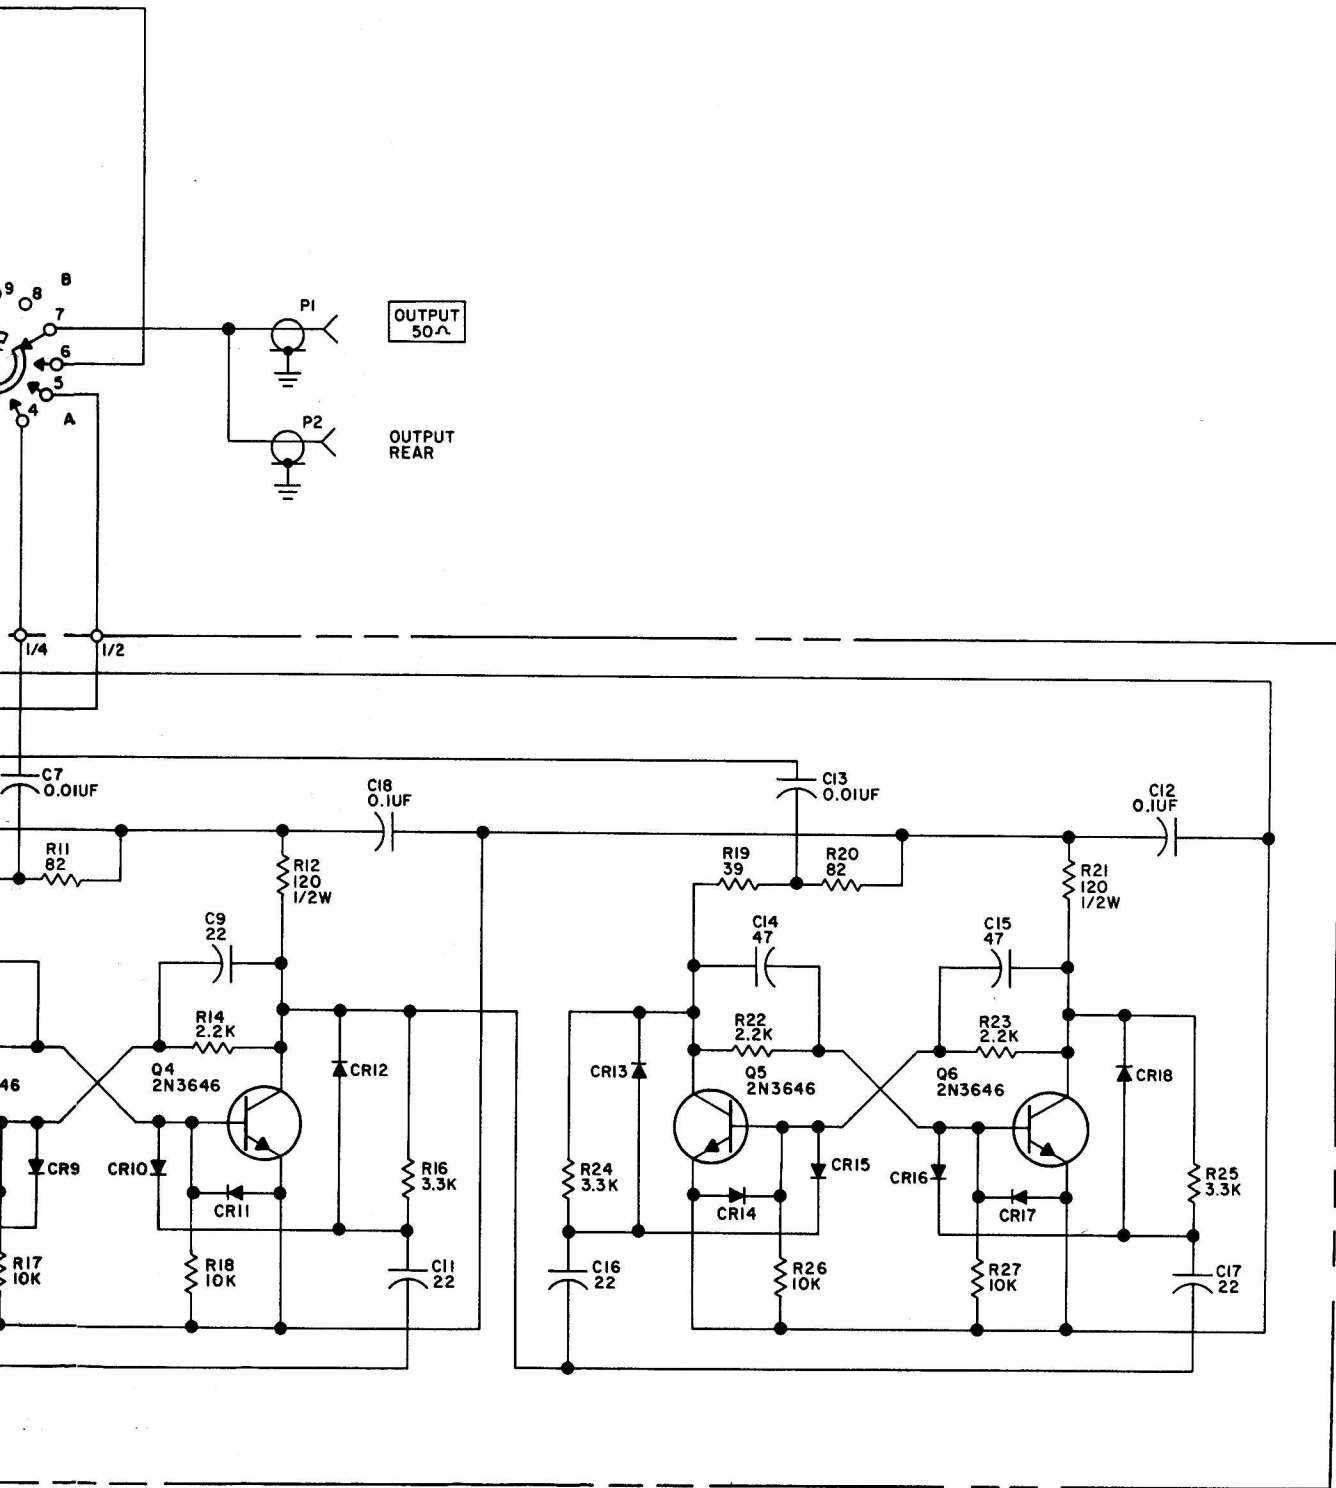 9
8
B
7
6
5
4
A
P1
OUTPUT
50Ω
P2
OUTPUT
REAR
1/4
1/2
C7
0.01UF
C18
0.1UF
C13
0.01UF
C12
0.1UF
R11
82
R12
120
1/2W
R19
39
R20
82
R21
120
1/2W
C9
22
C14
47
C15
47
R14
2.2K
R22
2.2K
R23
2.2K
46
Q4
2N3646
CR12
CR13
Q5
2N3646
Q6
2N3646
CR18
CR9
CR10
CR11
R16
3.3K
R24
3.3K
CR14
CR15
CR16
CR17
R25
3.3K
R17
10K
R18
10K
C11
22
C16
22
R26
10K
R27
10K
C17
22